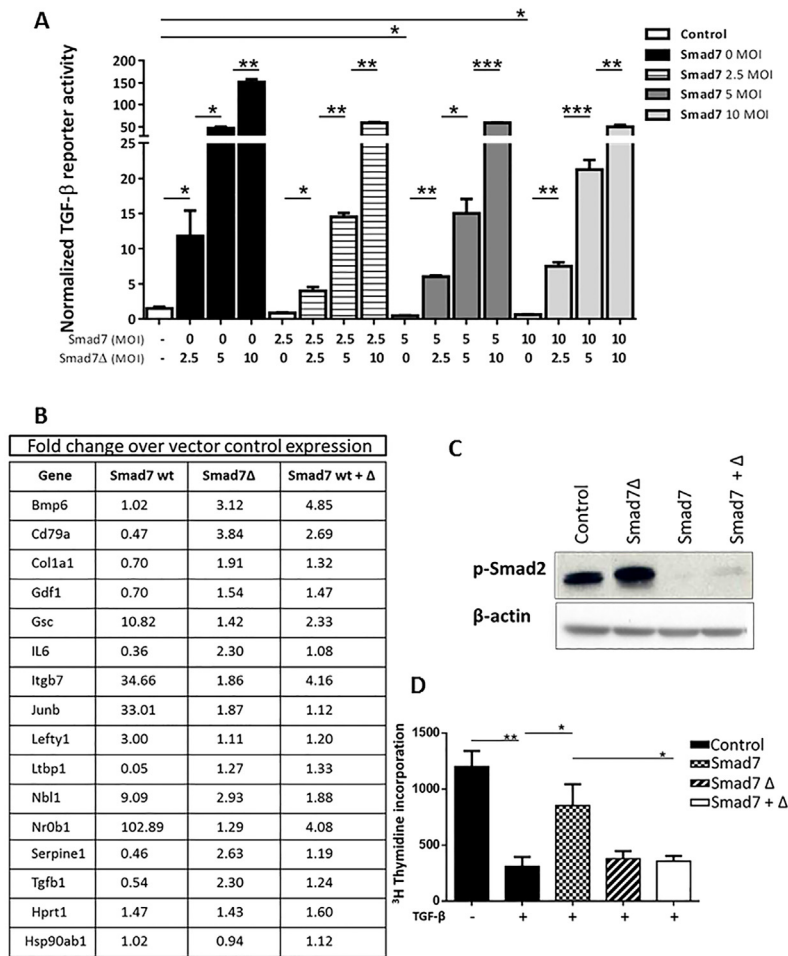 A
*
*
Normalized TGF-β reporter activity
200
150
100
50
25
20
15
10
5
0
* * ** * ** ** ** * *** ** *** **
Control
Smad7 0 MOI
Smad7 2.5 MOI
Smad7 5 MOI
Smad7 10 MOI
Smad7 (MOI) - 0 0 0 2.5 2.5 2.5 2.5 5 5 5 5 10 10 10 10
Smad7Δ (MOI) - 2.5 5 10 0 2.5 5 10 0 2.5 5 10 0 2.5 5 10
B
Fold change over vector control expression
Gene Smad7 wt Smad7Δ Smad7 wt + Δ
Bmp6 1.02 3.12 4.85
Cd79a 0.47 3.84 2.69
Col1a1 0.70 1.91 1.32
Gdf1 0.70 1.54 1.47
Gsc 10.82 1.42 2.33
IL6 0.36 2.30 1.08
Itgb7 34.66 1.86 4.16
Junb 33.01 1.87 1.12
Lefty1 3.00 1.11 1.20
Ltbp1 0.05 1.27 1.33
Nbl1 9.09 2.93 1.88
Nr0b1 102.89 1.29 4.08
Serpine1 0.46 2.63 1.19
Tgfb1 0.54 2.30 1.24
Hprt1 1.47 1.43 1.60
Hsp90ab1 1.02 0.94 1.12
C
Control
Smad7Δ
Smad7
Smad7 + Δ
p-Smad2
β-actin
D
³H Thymidine incorporation
1500
1000
500
0
** * *
Control
Smad7
Smad7 Δ
Smad7 + Δ
TGF-β - + + + +